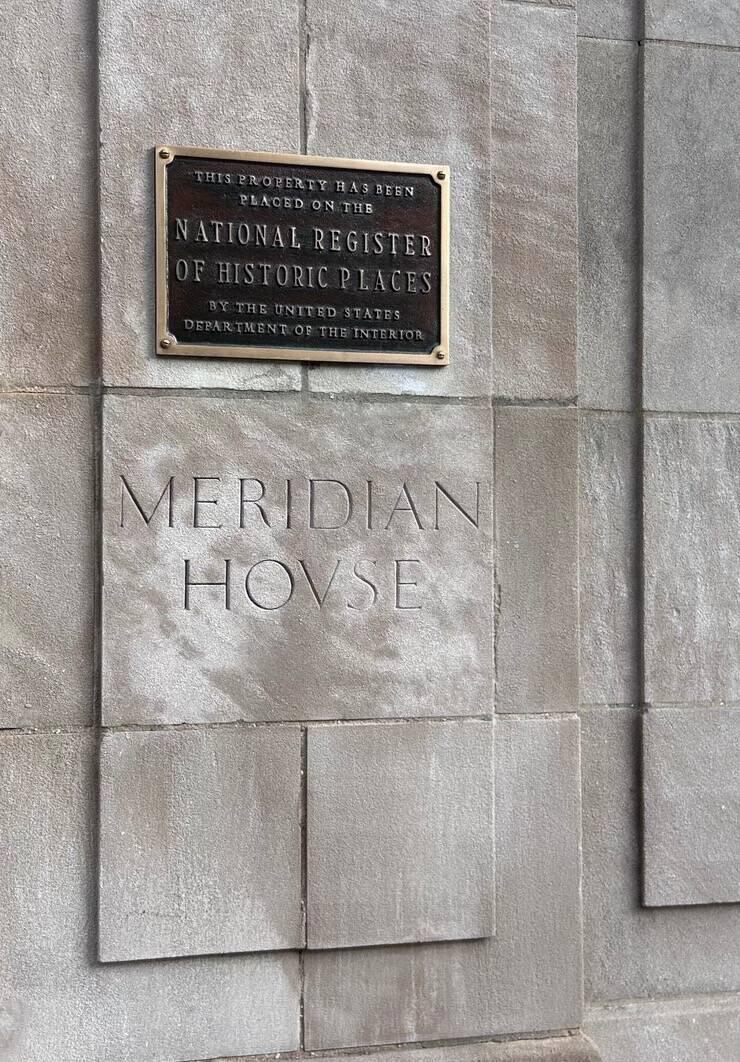 THIS PROPERTY HAS BEEN
PLACED ON THE
NATIONAL REGISTER
OF HISTORIC PLACES
BY THE UNITED STATES
DEPARTMENT OF THE INTERIOR
MERIDIAN
HOVSE